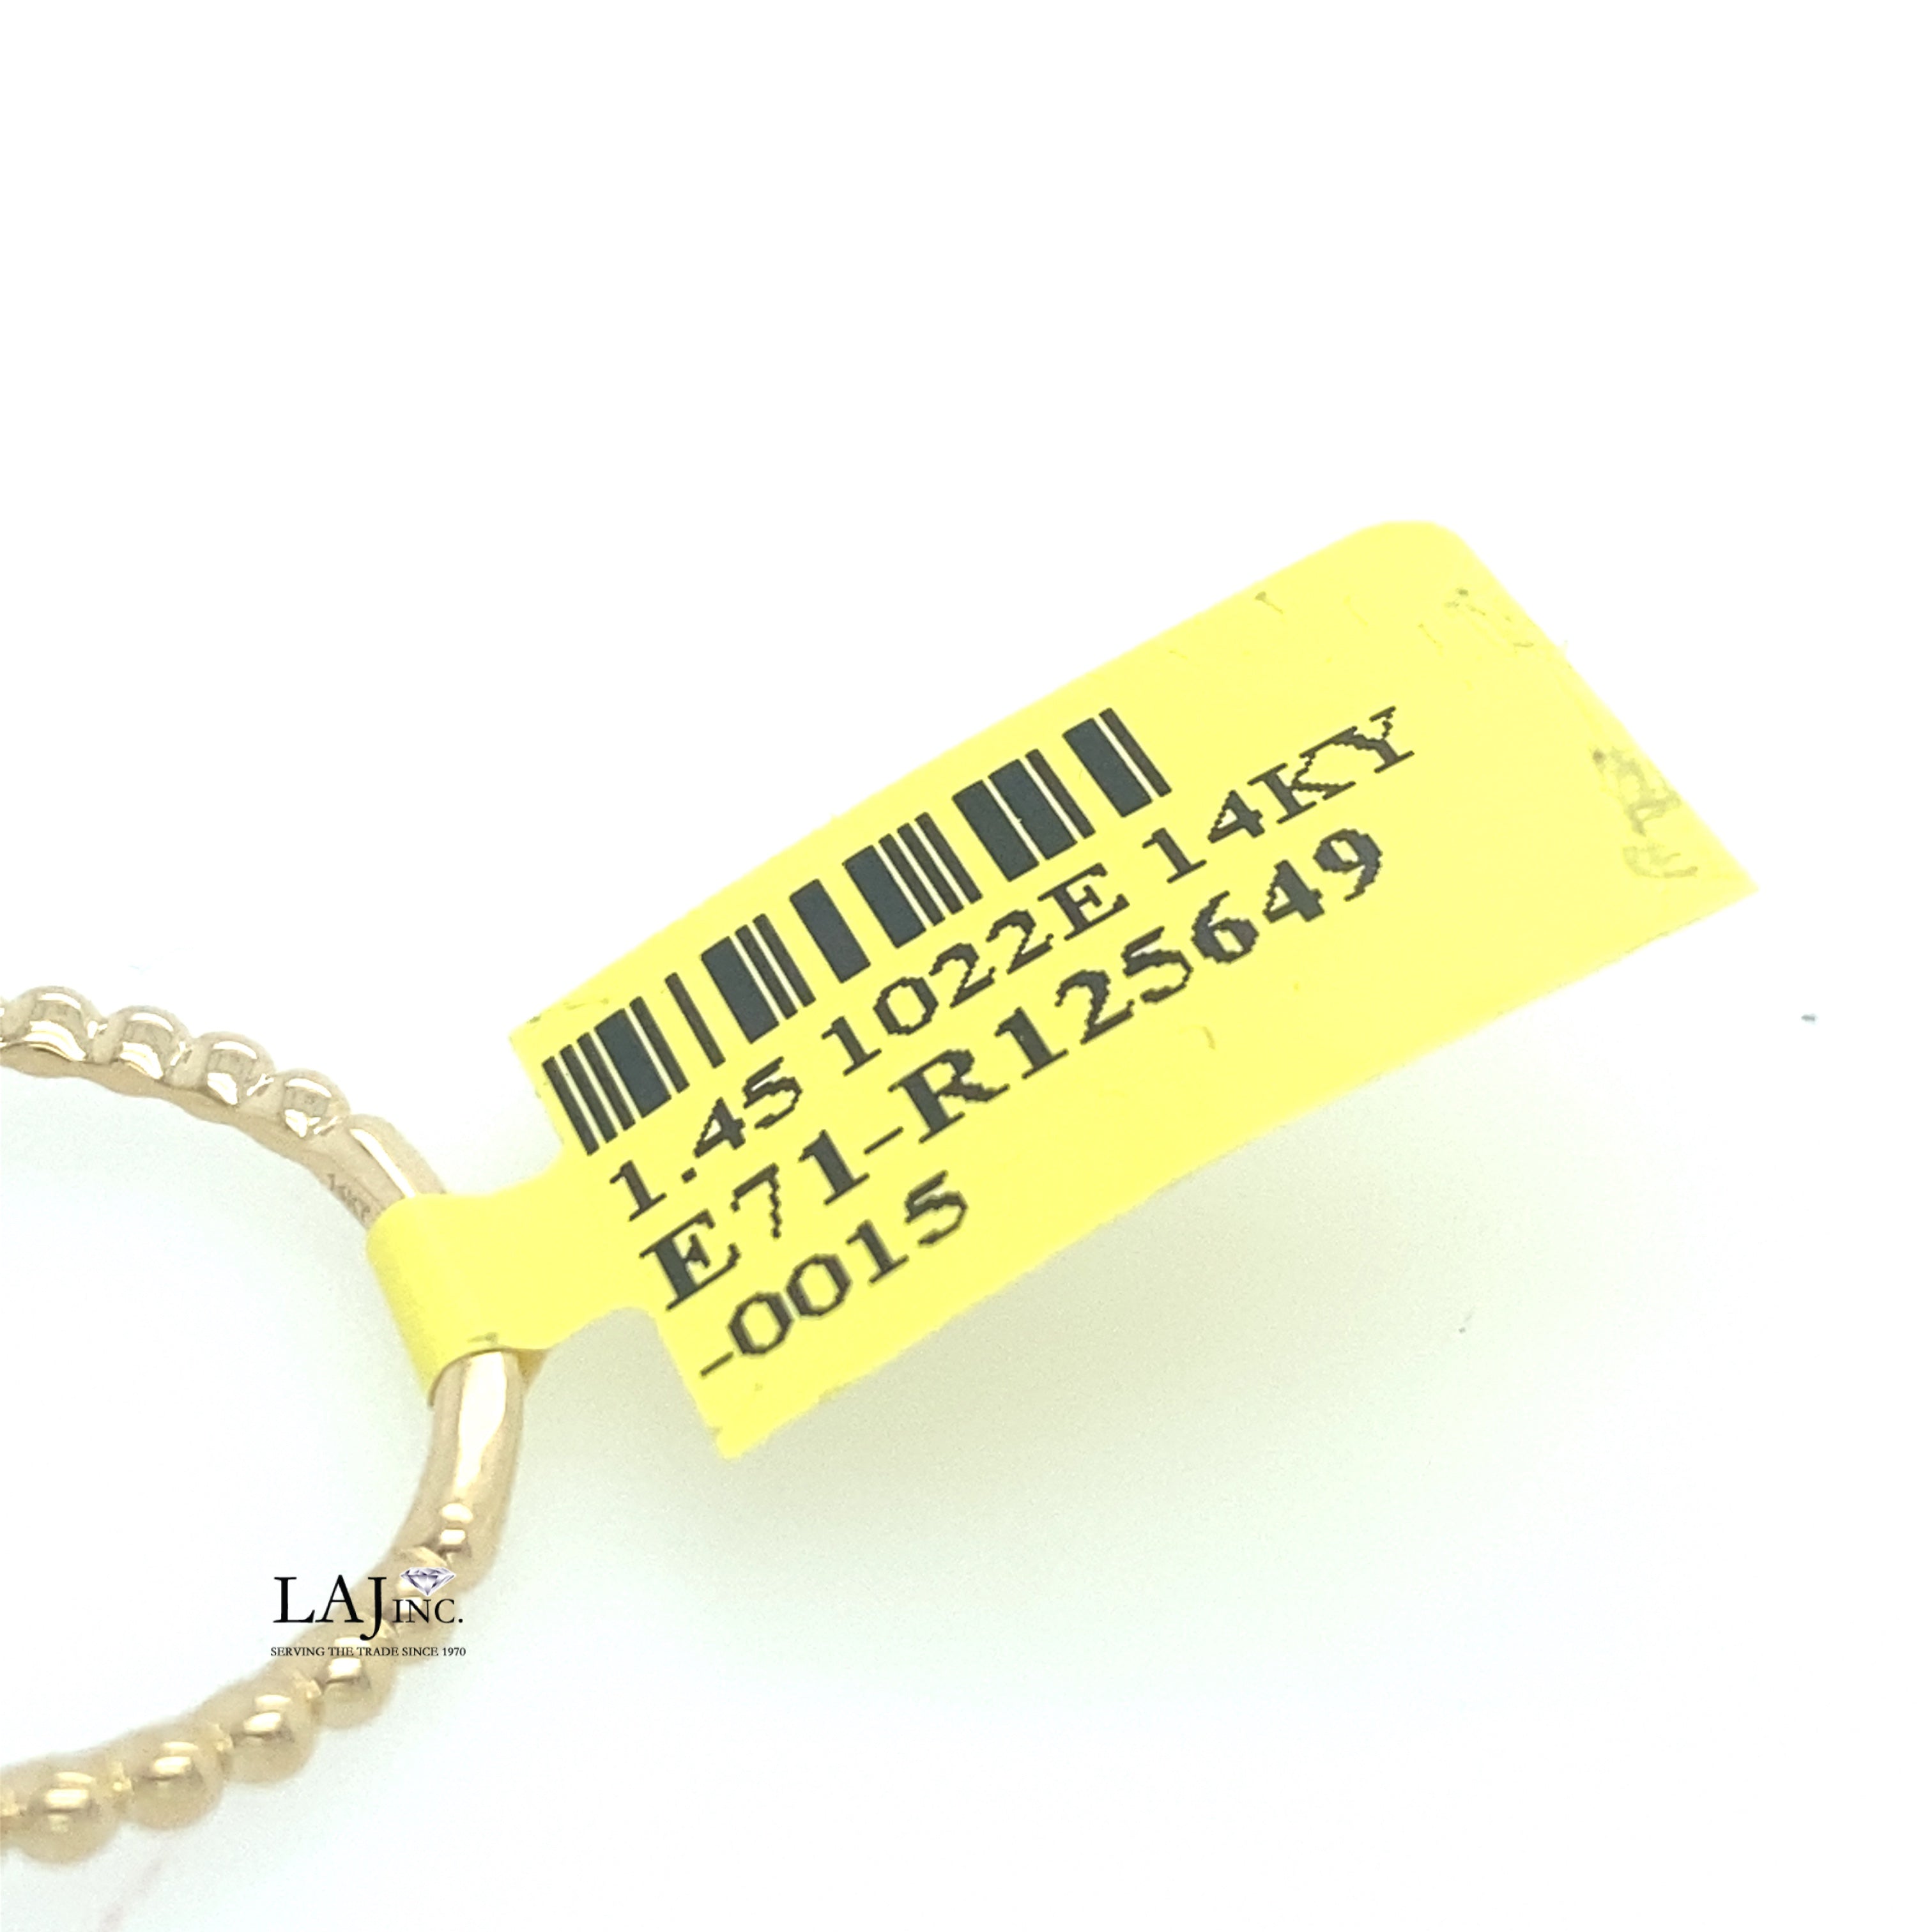 1.45 1022E 14KY
E71-R125649
-0015
LAJ INC.
SERVING THE TRADE SINCE 1970